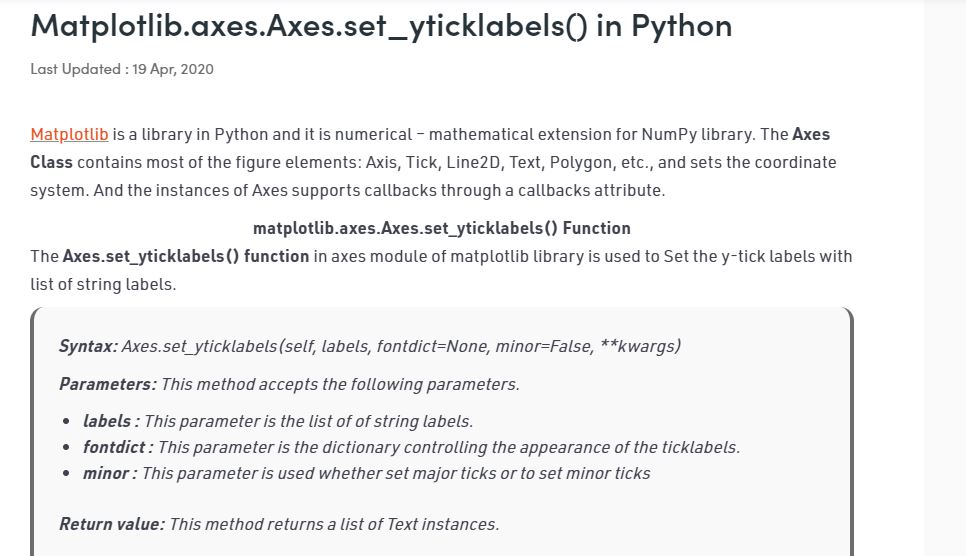 Matplotlib.axes.Axes.set_yticklabels() in Python
Last Updated : 19 Apr, 2020
Matplotlib is a library in Python and it is numerical – mathematical extension for NumPy library. The Axes
Class contains most of the figure elements: Axis, Tick, Line2D, Text, Polygon, etc., and sets the coordinate
system. And the instances of Axes supports callbacks through a callbacks attribute.
matplotlib.axes.Axes.set_yticklabels() Function
The Axes.set_yticklabels() function in axes module of matplotlib library is used to Set the y-tick labels with
list of string labels.
Syntax: Axes.set_yticklabels(self, labels, fontdict=None, minor=False, **kwargs)
Parameters: This method accepts the following parameters.
• labels : This parameter is the list of of string labels.
• fontdict : This parameter is the dictionary controlling the appearance of the ticklabels.
• minor : This parameter is used whether set major ticks or to set minor ticks
Return value: This method returns a list of Text instances.